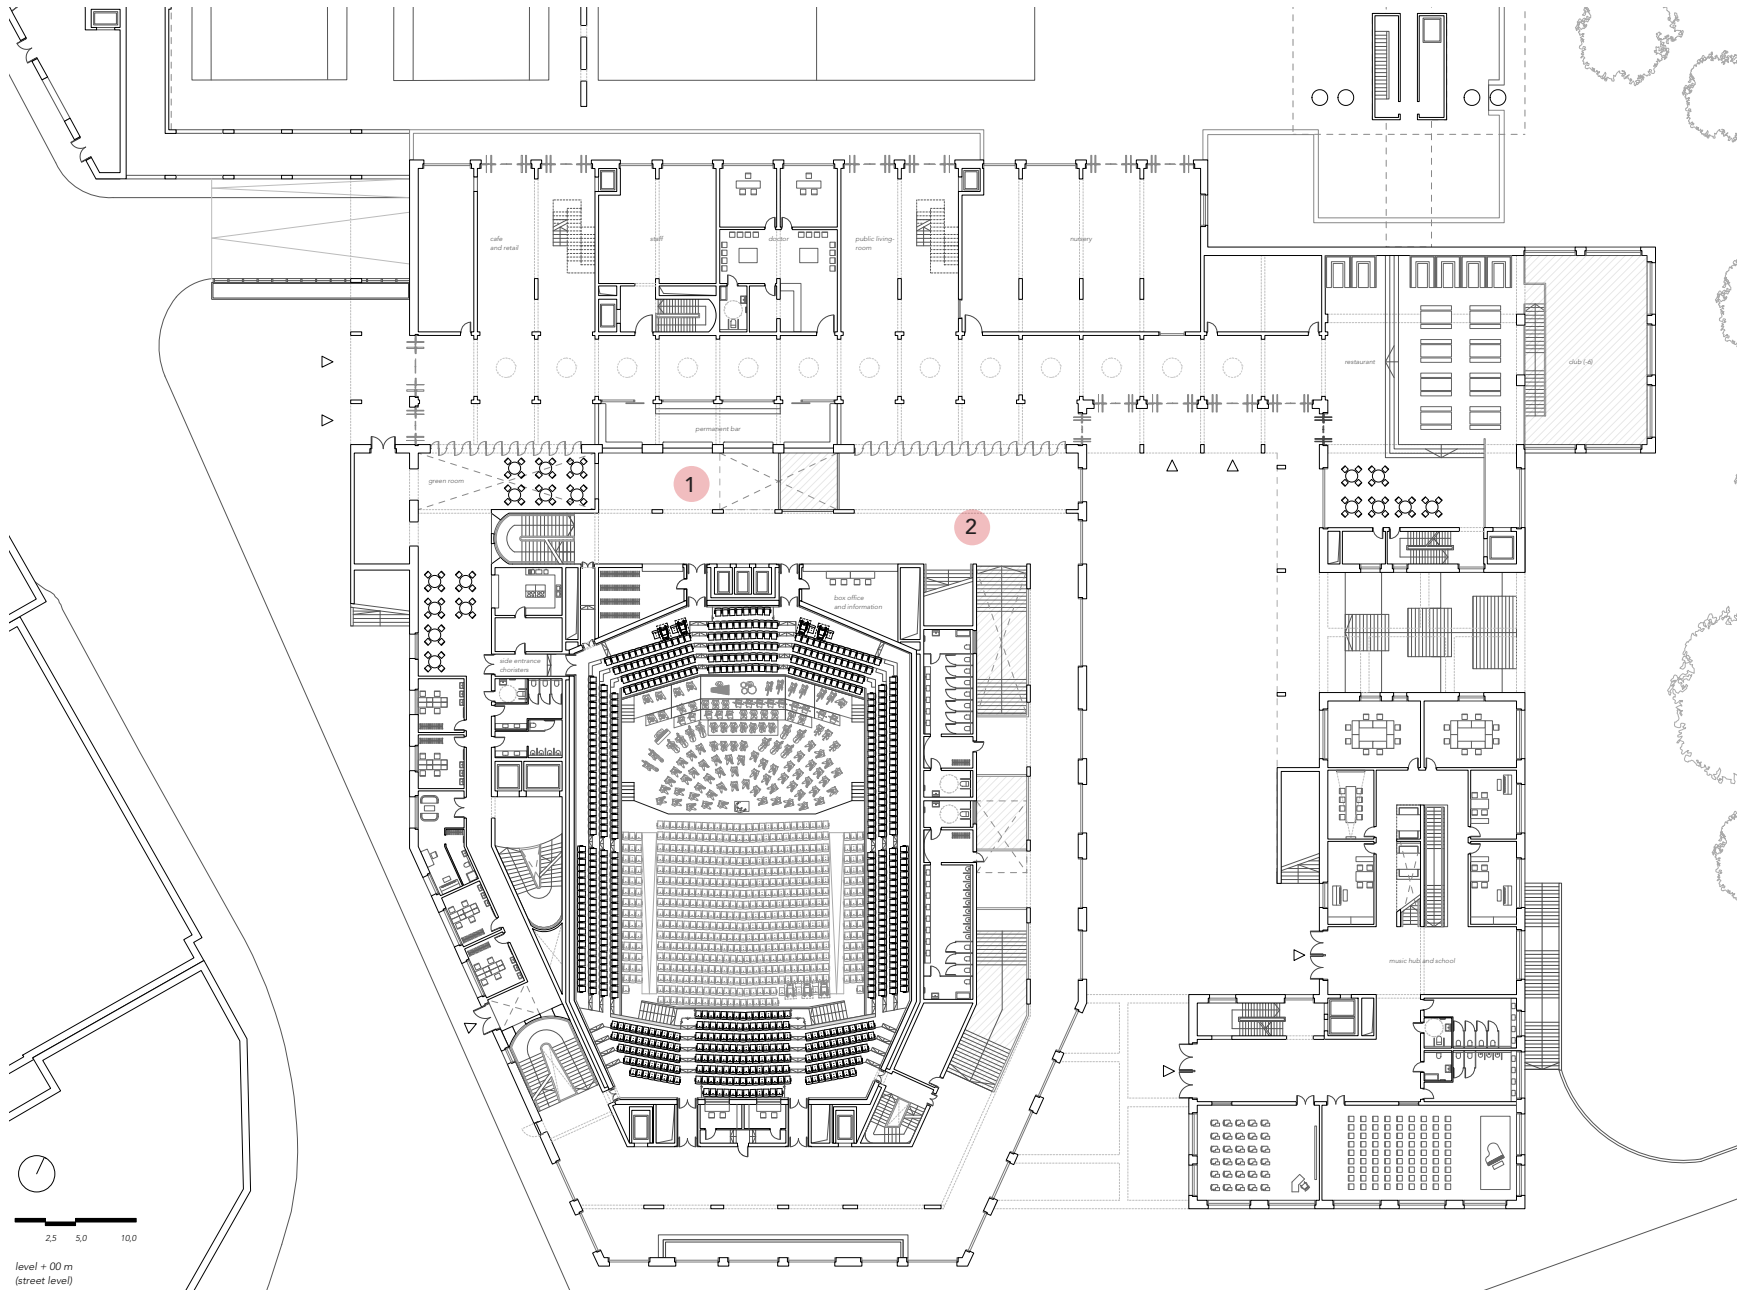 cafe
and retail
staff
doctor
public living-
room
nursery
restaurant
club (-6)
permanent bar
green room
1
2
box office
and information
side entrance
choristers
music hub and school
2,5
5,0
10,0
level + 00 m
(street level)